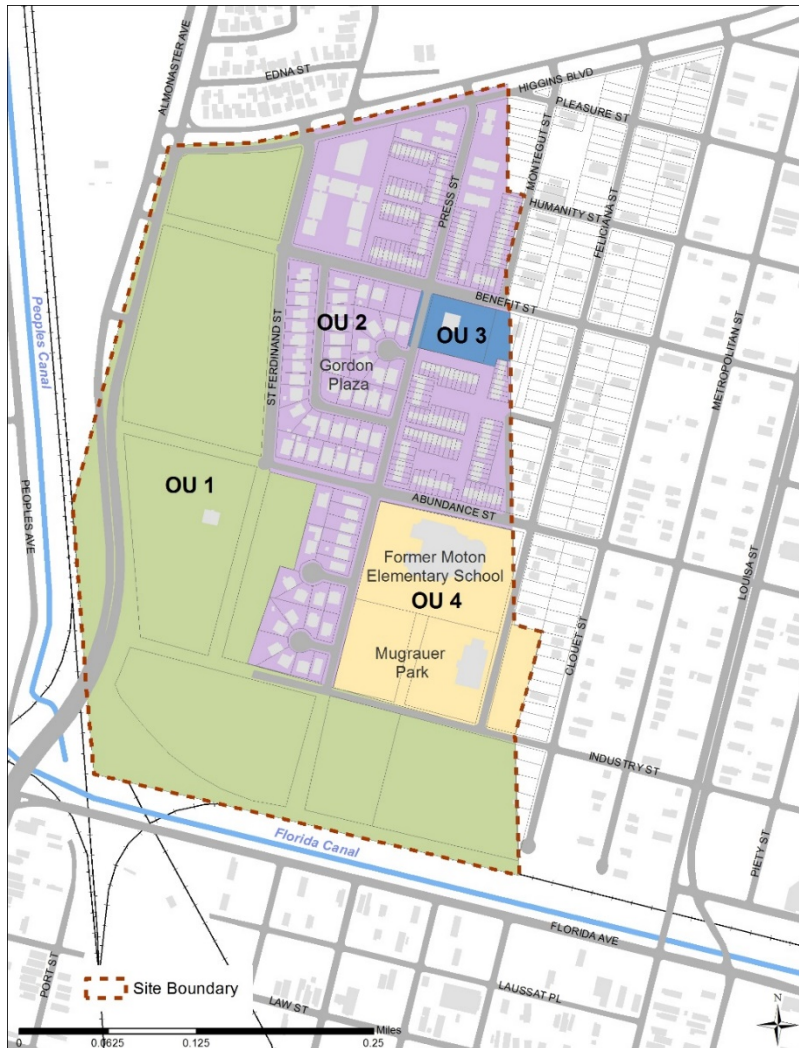 ALMONASTER AVE
EDNA ST
HIGGINS BLVD
PLEASURE ST
MONTEGUT ST
PRESS ST
HUMANITY ST
FELICIANA ST
BENEFIT ST
Peoples Canal
ST FERDINAND ST
OU 2
OU 3
Gordon
Plaza
METROPOLITAN ST
OU 1
PEOPLES AVE
ABUNDANCE ST
Former Moton
Elementary School
OU 4
LOUISA ST
Mugrauer
Park
CLOUET ST
INDUSTRY ST
PIETY ST
Florida Canal
FLORIDA AVE
PORT ST
Site Boundary
LAUSSAT PL
LAW ST
N
Miles
0 0.0625 0.125 0.25